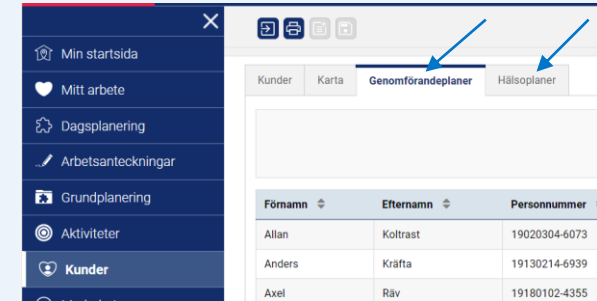 Min startsida
Mitt arbete
Dagsplanering
Arbetsanteckningar
Grundplanering
Aktiviteter
Kunder
Kunder Karta Genomförandeplaner Hälsoplaner
Förnamn Efternamn Personnummer
Allan Koltrast 19020304-6073
Anders Kräfta 19130214-6939
Axel Räv 19180102-4355